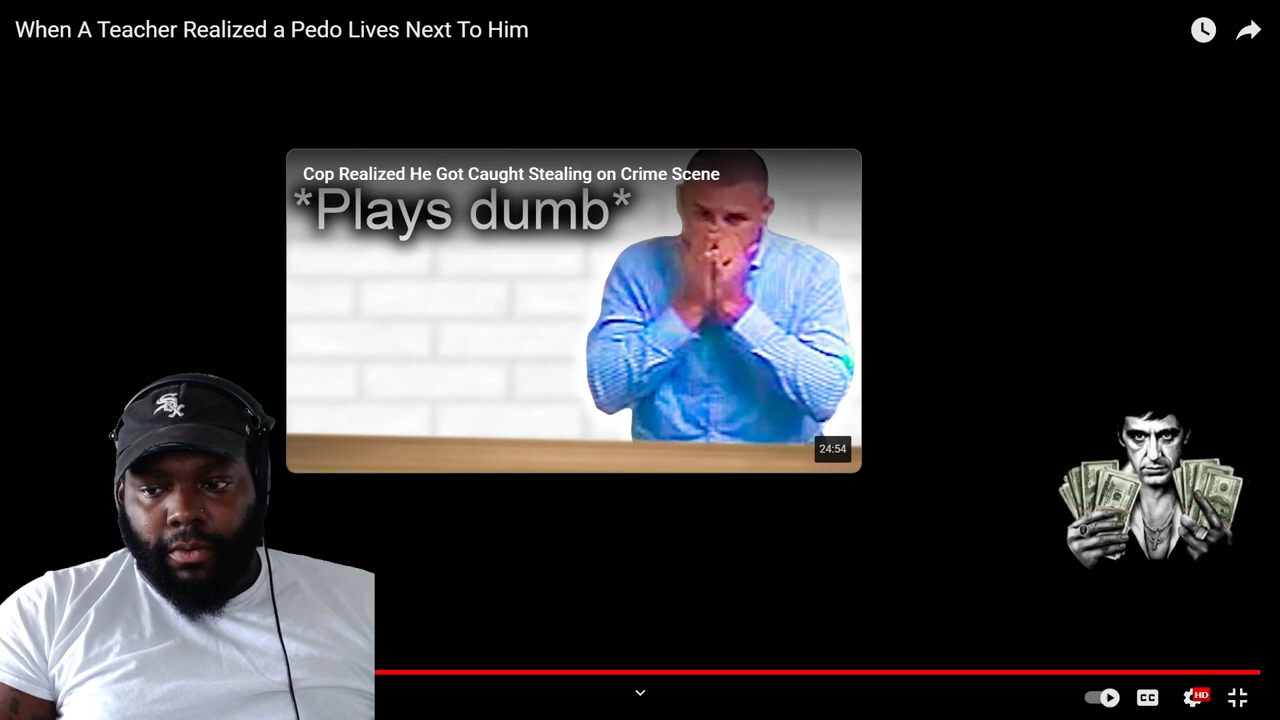 When A Teacher Realized a Pedo Lives Next To Him
Cop Realized He Got Caught Stealing on Crime Scene
*Plays dumb*
24:54
SOX
CC
HD